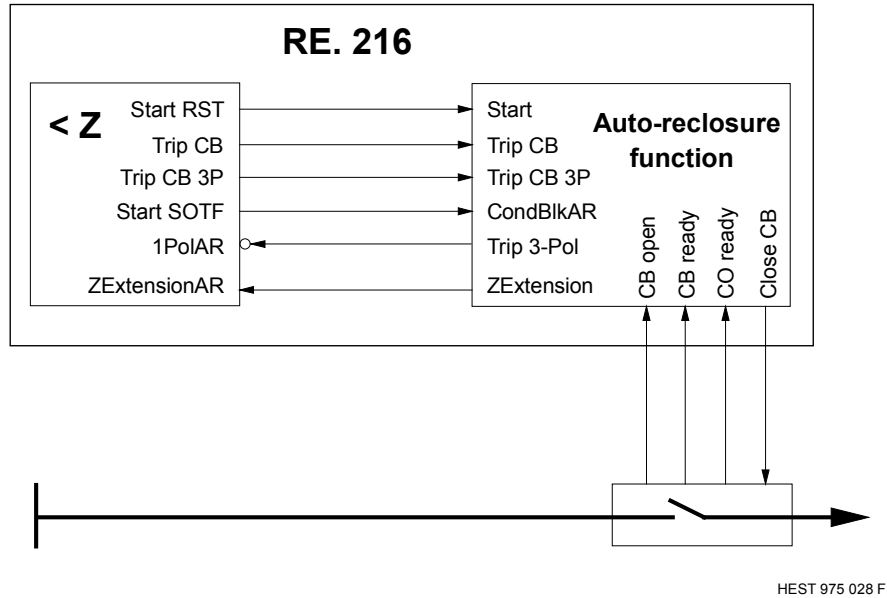 RE. 216
< Z
Start RST
Trip CB
Trip CB 3P
Start SOTF
1PolAR
ZExtensionAR
Start
Trip CB
Trip CB 3P
CondBlkAR
Trip 3-Pol
ZExtension
Auto-reclosure
function
CB open
CB ready
CO ready
Close CB
HEST 975 028 F